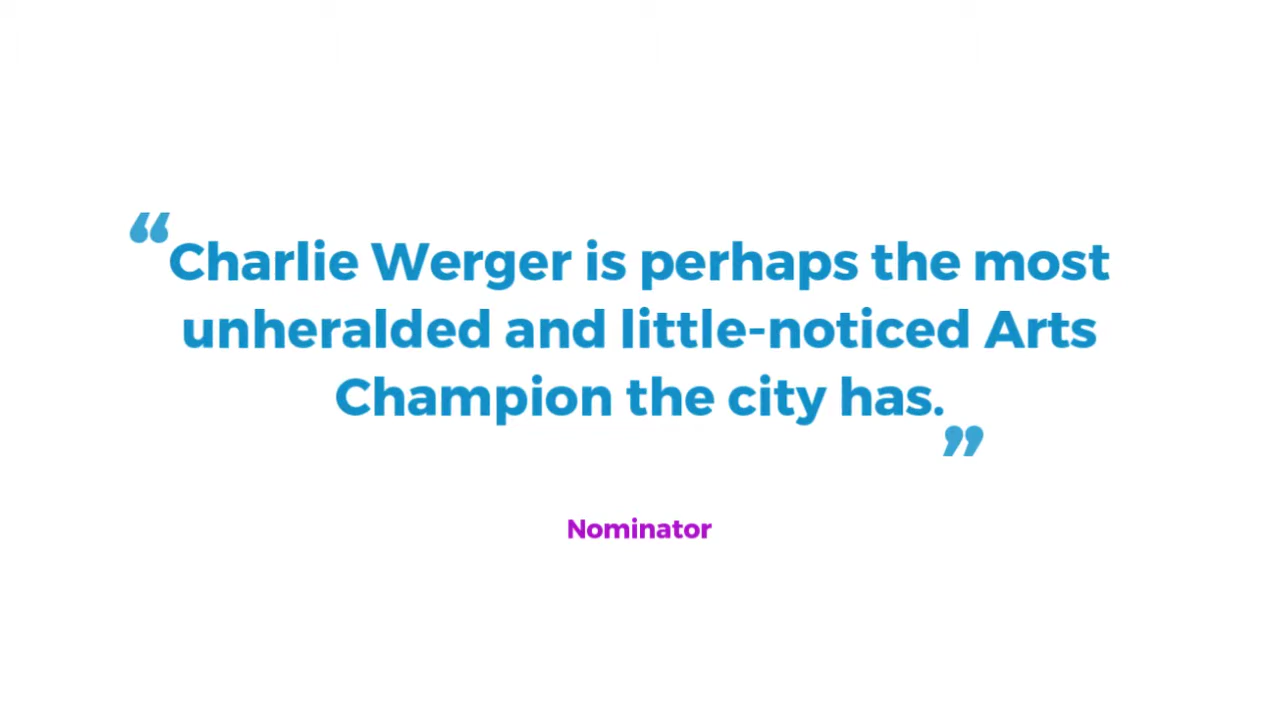 “Charlie Werger is perhaps the most
unheralded and little-noticed Arts
Champion the city has.”
Nominator